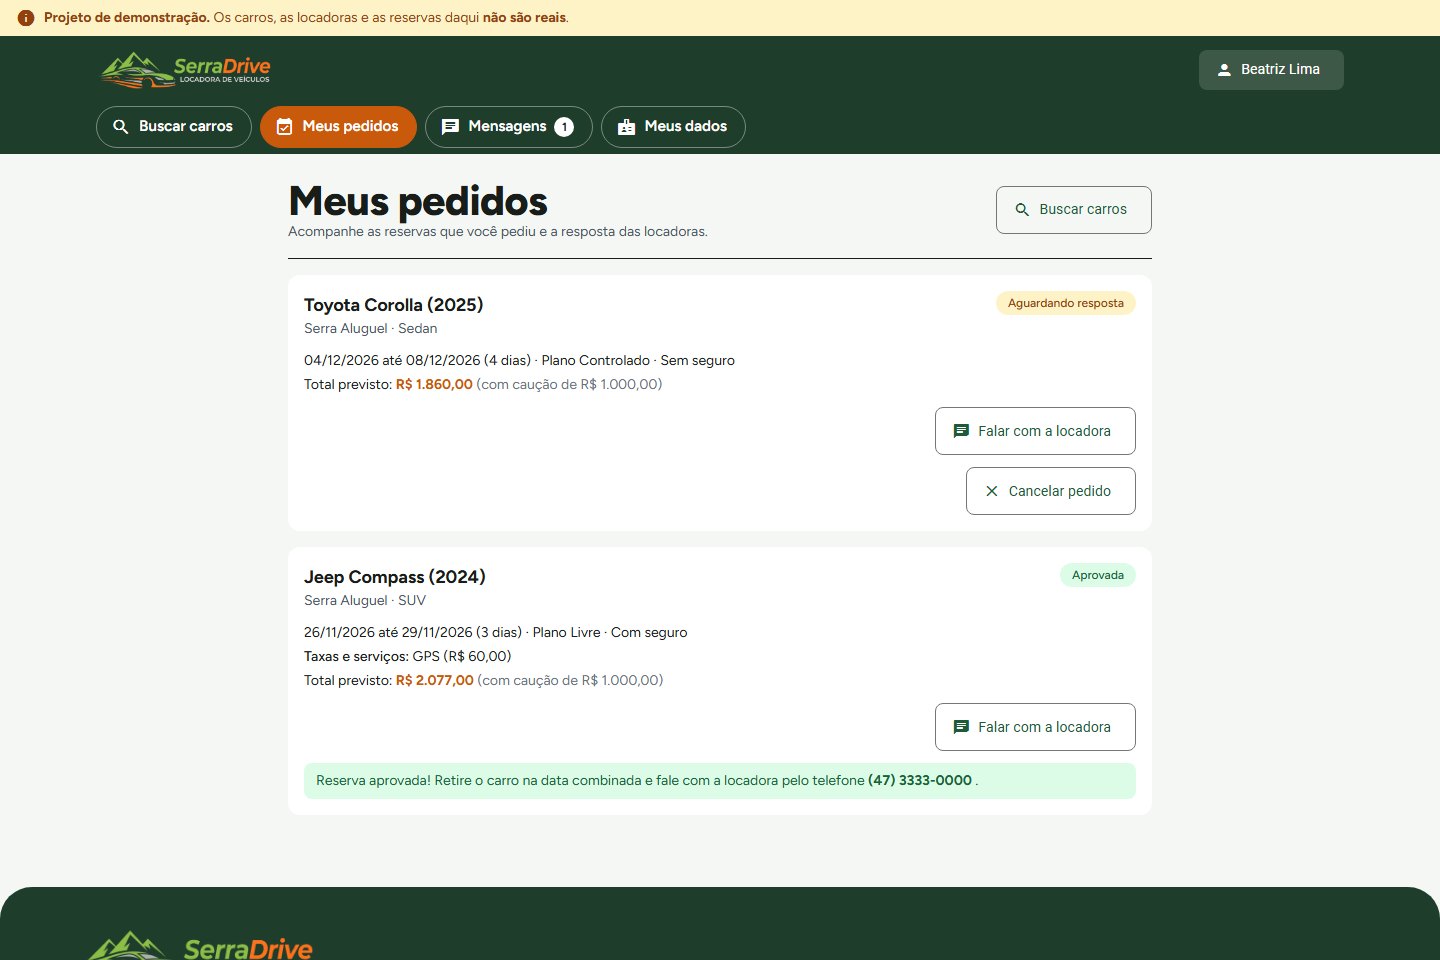 Projeto de demonstração. Os carros, as locadoras e as reservas daqui não são reais.
SerraDrive
LOCADORA DE VEÍCULOS
Beatriz Lima
Buscar carros
Meus pedidos
Mensagens 1
Meus dados
Meus pedidos
Acompanhe as reservas que você pediu e a resposta das locadoras.
Buscar carros
Toyota Corolla (2025)
Aguardando resposta
Serra Aluguel · Sedan
04/12/2026 até 08/12/2026 (4 dias) · Plano Controlado · Sem seguro
Total previsto: R$ 1.860,00 (com caução de R$ 1.000,00)
Falar com a locadora
Cancelar pedido
Jeep Compass (2024)
Aprovada
Serra Aluguel · SUV
26/11/2026 até 29/11/2026 (3 dias) · Plano Livre · Com seguro
Taxas e serviços: GPS (R$ 60,00)
Total previsto: R$ 2.077,00 (com caução de R$ 1.000,00)
Falar com a locadora
Reserva aprovada! Retire o carro na data combinada e fale com a locadora pelo telefone (47) 3333-0000 .
SerraDrive